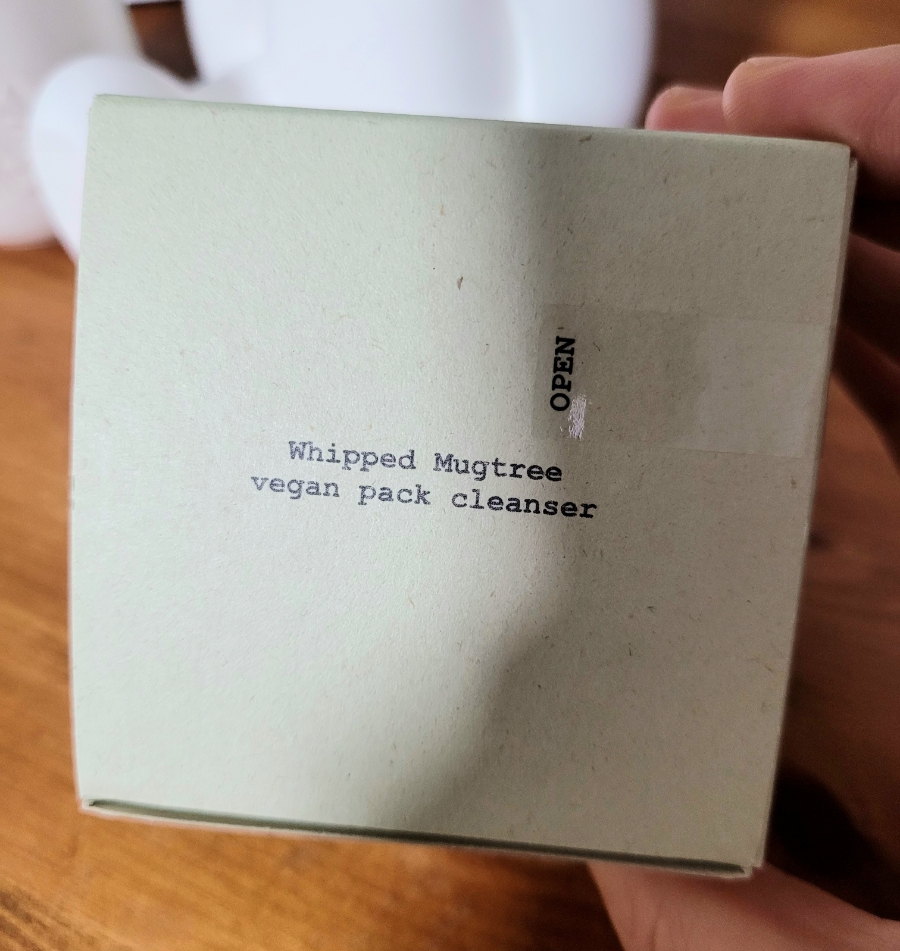 OPEN
Whipped Mugtree
vegan pack cleanser